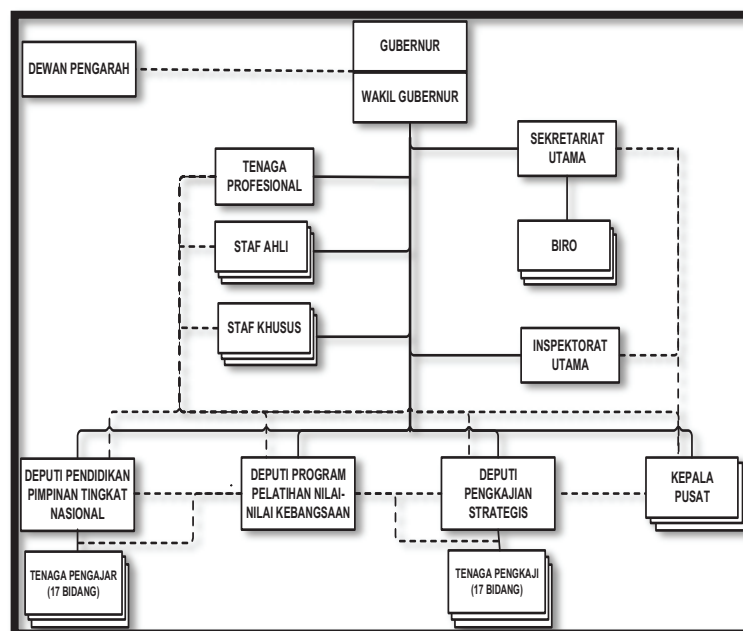 GUBERNUR
DEWAN PENGARAH
WAKIL GUBERNUR
SEKRETARIAT
UTAMA
TENAGA
PROFESIONAL
STAF AHLI
BIRO
STAF KHUSUS
INSPEKTORAT
UTAMA
DEPUTI PENDIDIKAN
PIMPINAN TINGKAT
NASIONAL
DEPUTI PROGRAM
PELATIHAN NILAI-
NILAI KEBANGSAAN
DEPUTI
PENGKAJIAN
STRATEGIS
KEPALA
PUSAT
TENAGA PENGAJAR
(17 BIDANG)
TENAGA PENGKAJI
(17 BIDANG)